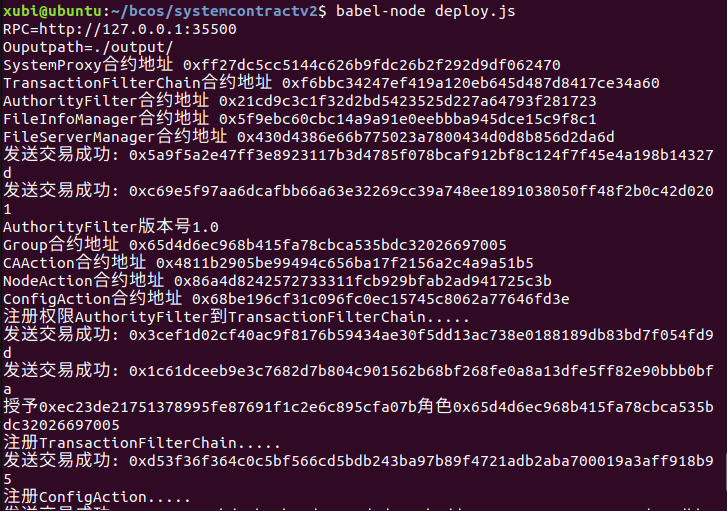 xubi@ubuntu:~/bcos/systemcontractv2$ babel-node deploy.js
RPC=http://127.0.0.1:35500
Ouputpath=./output/
SystemProxy合约地址 0xff27dc5cc5144c626b9fdc26b2f292d9df062470
TransactionFilterChain合约地址 0xf6bbc34247ef419a120eb645d487d8417ce34a60
AuthorityFilter合约地址 0x21cd9c3c1f32d2bd5423525d227a64793f281723
FileInfoManager合约地址 0x5f9ebc60cbc14a9a91e0eebbba945dce15c9f8c1
FileServerManager合约地址 0x430d4386e66b775023a7800434d0d8b856d2da6d
发送交易成功: 0x5a9f5a2e47ff3e8923117b3d4785f078bcaf912bf8c124f7f45e4a198b14327
d
发送交易成功: 0xc69e5f97aa6dcafbb66a63e32269cc39a748ee1891038050ff48f2b0c42d020
1
AuthorityFilter版本号1.0
Group合约地址 0x65d4d6ec968b415fa78cbca535bdc32026697005
CAAction合约地址 0x4811b2905be99494c656ba17f2156a2c4a9a51b5
NodeAction合约地址 0x86a4d8242572733311fcb929bfab2ad941725c3b
ConfigAction合约地址 0x68be196cf31c096fc0ec15745c8062a77646fd3e
注册权限AuthorityFilter到TransactionFilterChain.....
发送交易成功: 0x3cef1d02cf40ac9f8176b59434ae30f5dd13ac738e0188189db83bd7f054fd9
d
发送交易成功: 0x1c61dceeb9e3c7682d7b804c901562b68bf268fe0a8a13dfe5ff82e90bbb0bf
a
授予0xec23de21751378995fe87691f1c2e6c895cfa07b角色0x65d4d6ec968b415fa78cbca535b
dc32026697005
注册TransactionFilterChain.....
发送交易成功: 0xd53f36f364c0c5bf566cd5bdb243ba97b89f4721adb2aba700019a3aff918b9
5
注册ConfigAction.....